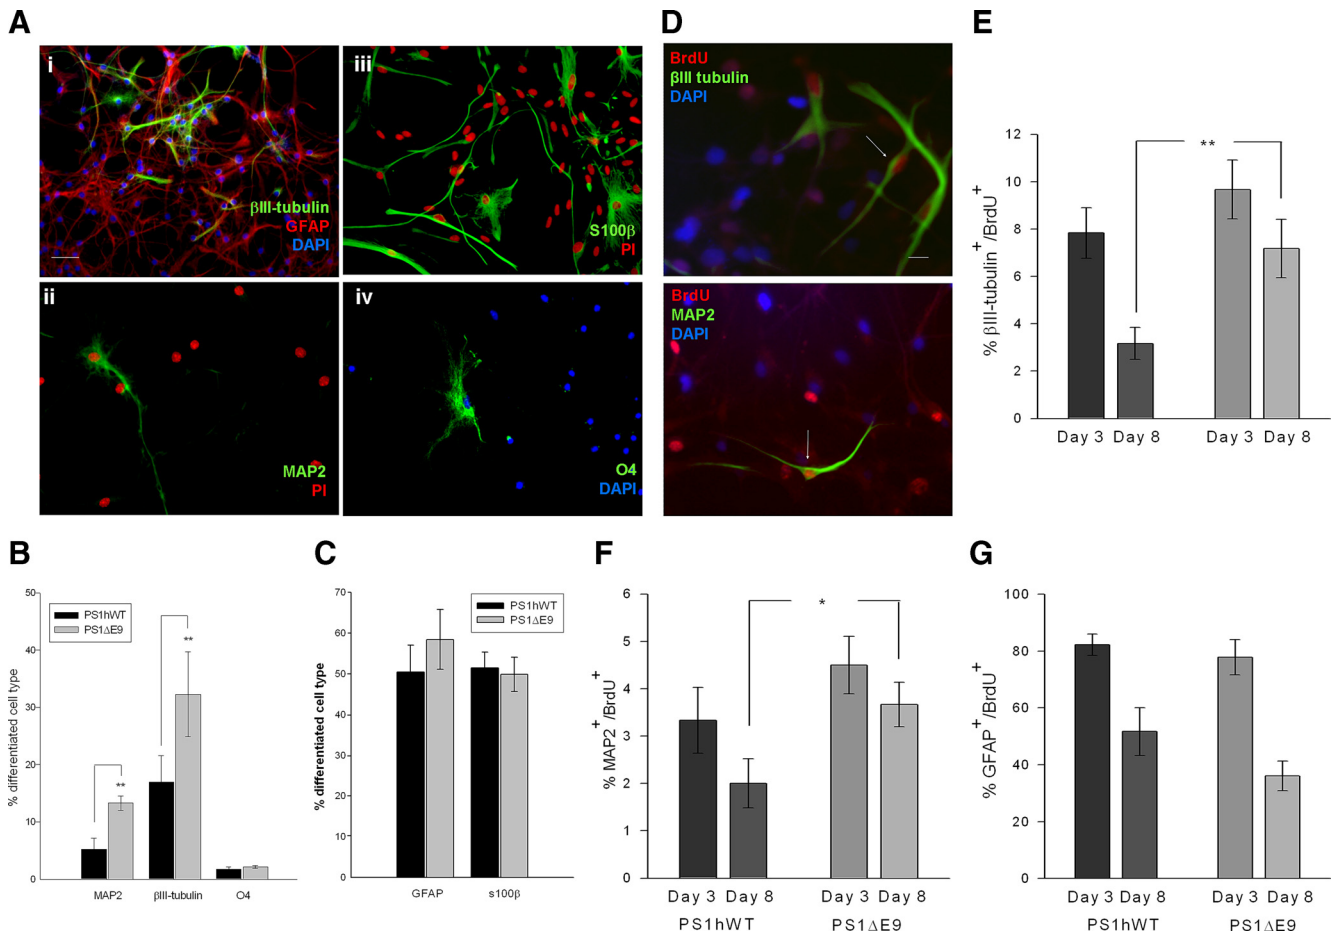 A
i
βIII-tubulin
GFAP
DAPI
iii
S100β
PI
ii
MAP2
PI
iv
O4
DAPI
D
BrdU
βIII tubulin
DAPI
BrdU
MAP2
DAPI
E
% βIII-tubulin+/BrdU+
12
10
8
6
4
2
0
**
Day 3 Day 8 Day 3 Day 8
B
% differentiated cell type
50
40
30
20
10
0
PS1hWT
PS1ΔE9
**
**
MAP2 βIII-tubulin O4
C
% differentiated cell type
70
60
50
40
30
20
10
0
PS1hWT
PS1ΔE9
GFAP s100β
F
% MAP2+/BrdU+
6
5
4
3
2
1
0
*
Day 3 Day 8 Day 3 Day 8
PS1hWT PS1ΔE9
G
% GFAP+/BrdU+
100
80
60
40
20
0
Day 3 Day 8 Day 3 Day 8
PS1hWT PS1ΔE9